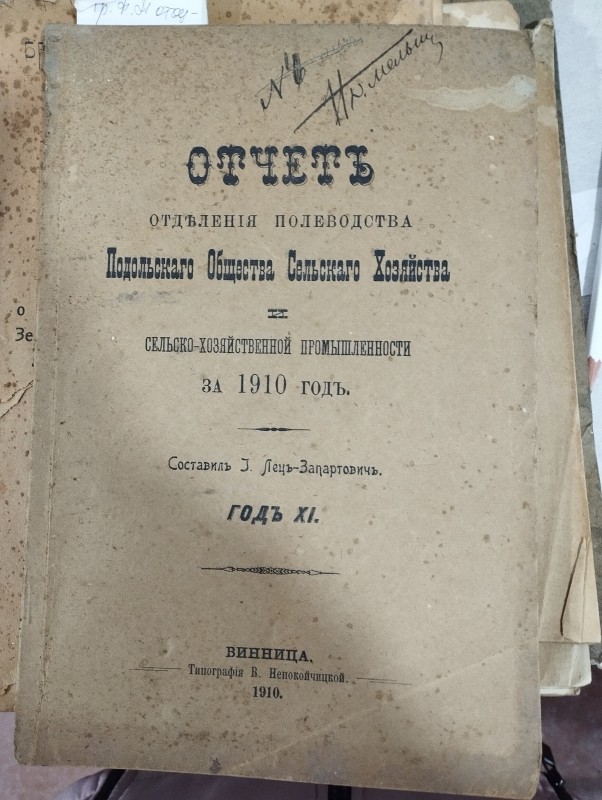 №
ОТЧЕТЪ
ОТДѢЛЕНІЯ ПОЛЕВОДСТВА
Подольскаго Общества Сельскаго Хозяйства
И
СЕЛЬСКО-ХОЗЯЙСТВЕННОЙ ПРОМЫШЛЕННОСТИ
ЗА 1910 ГОДЪ.
Составилъ І. Лецъ-Запартовичъ.
ГОДЪ XI.
ВИННИЦА,
Типографія В. Ненокойчицкой.
1910.